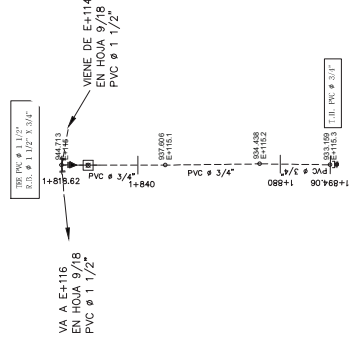 TEE PVC ø 1 1/2"
R.B. ø 1 1/2" X 3/4"
VIENE DE E+114
EN HOJA 9/18
PVC ø 1 1/2"
VA A E+116
EN HOJA 9/18
PVC ø 1 1/2"
944.713
E+115
1+818.62
PVC ø 3/4"
1+840
937.606
E+115.1
PVC ø 3/4"
934.438
E+115.2
1+880
PVC ø 3/4"
1+894.06
933.159
E+115.3
T.H. PVC ø 3/4"